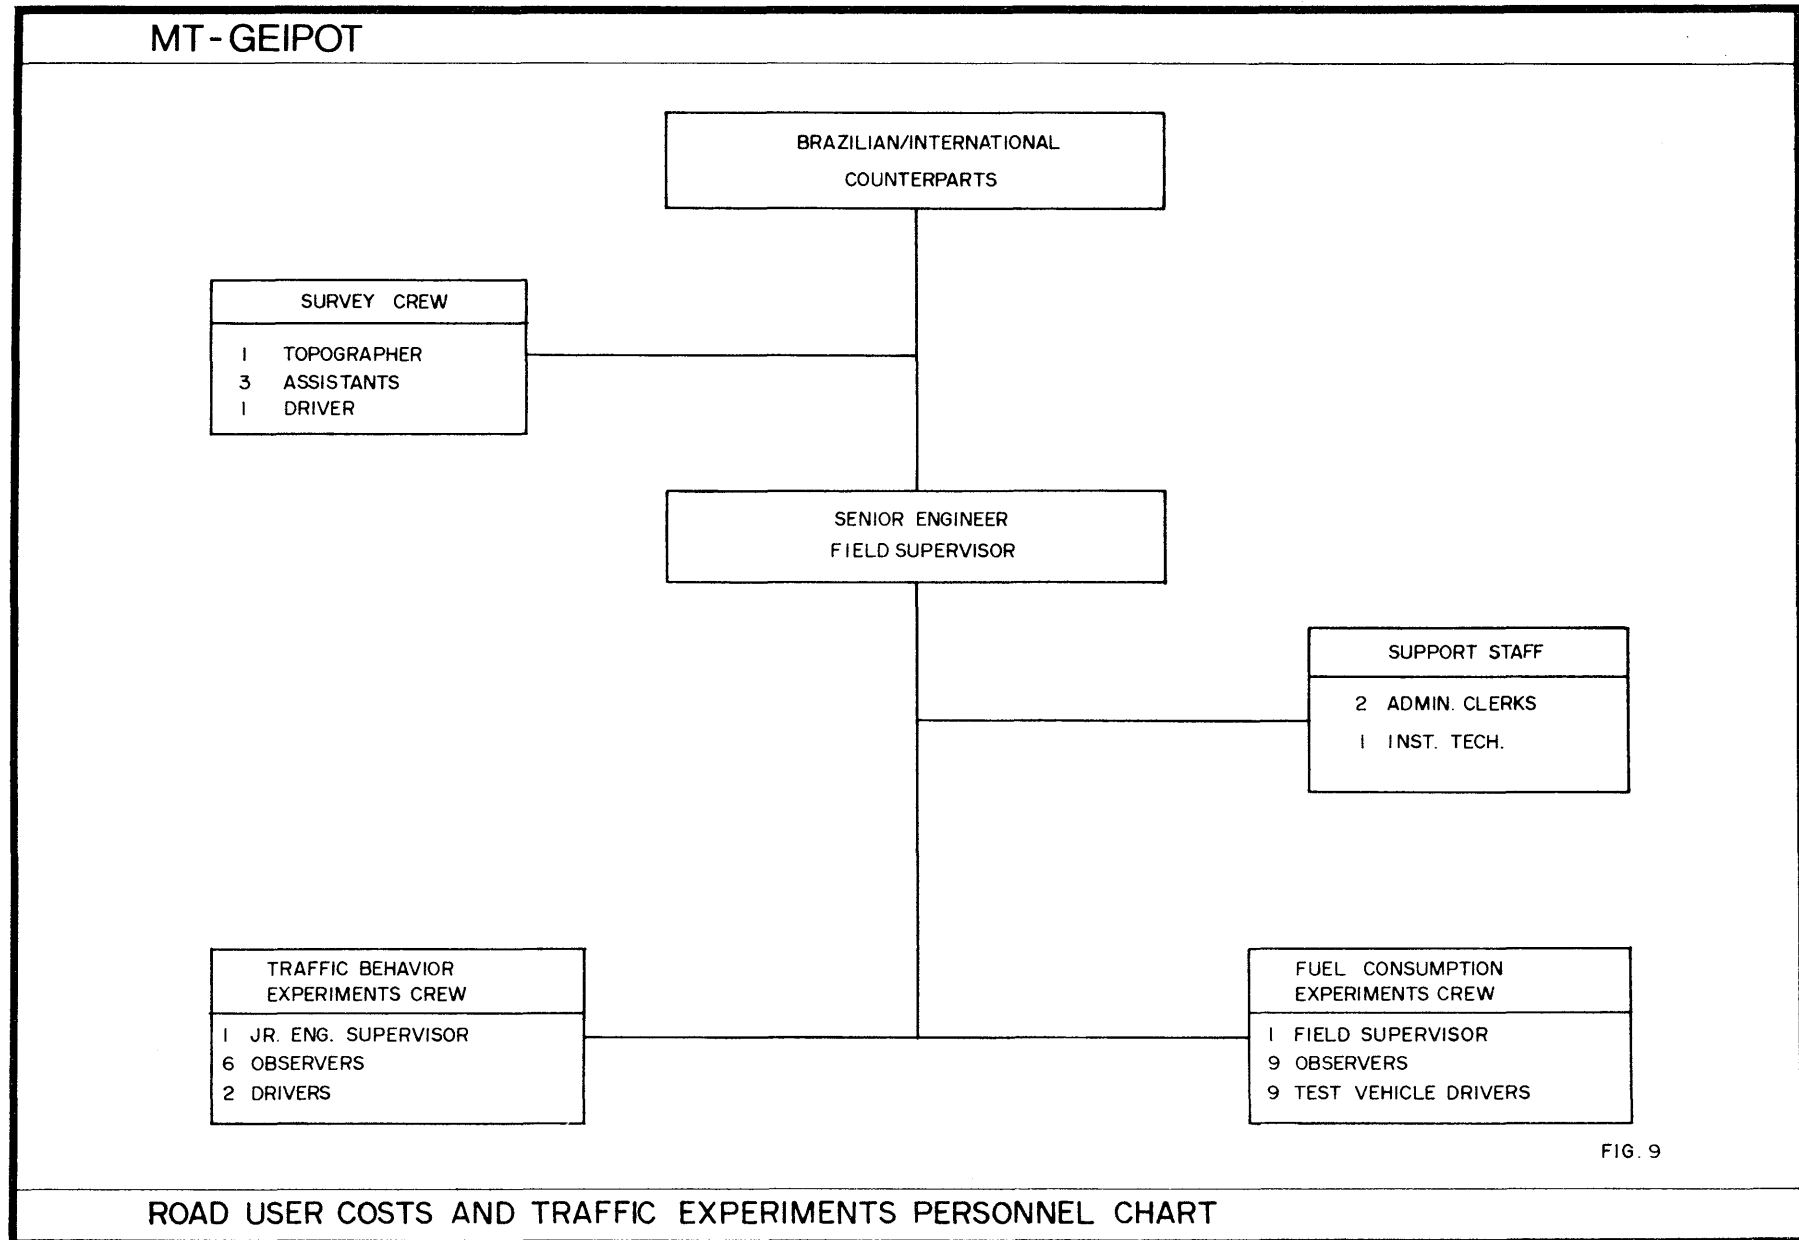 MT-GEIPOT
BRAZILIAN/INTERNATIONAL
COUNTERPARTS
SURVEY CREW
1 TOPOGRAPHER
3 ASSISTANTS
1 DRIVER
SENIOR ENGINEER
FIELD SUPERVISOR
SUPPORT STAFF
2 ADMIN. CLERKS
1 INST. TECH.
TRAFFIC BEHAVIOR
EXPERIMENTS CREW
1 JR. ENG. SUPERVISOR
6 OBSERVERS
2 DRIVERS
FUEL CONSUMPTION
EXPERIMENTS CREW
1 FIELD SUPERVISOR
9 OBSERVERS
9 TEST VEHICLE DRIVERS
FIG. 9
ROAD USER COSTS AND TRAFFIC EXPERIMENTS PERSONNEL CHART